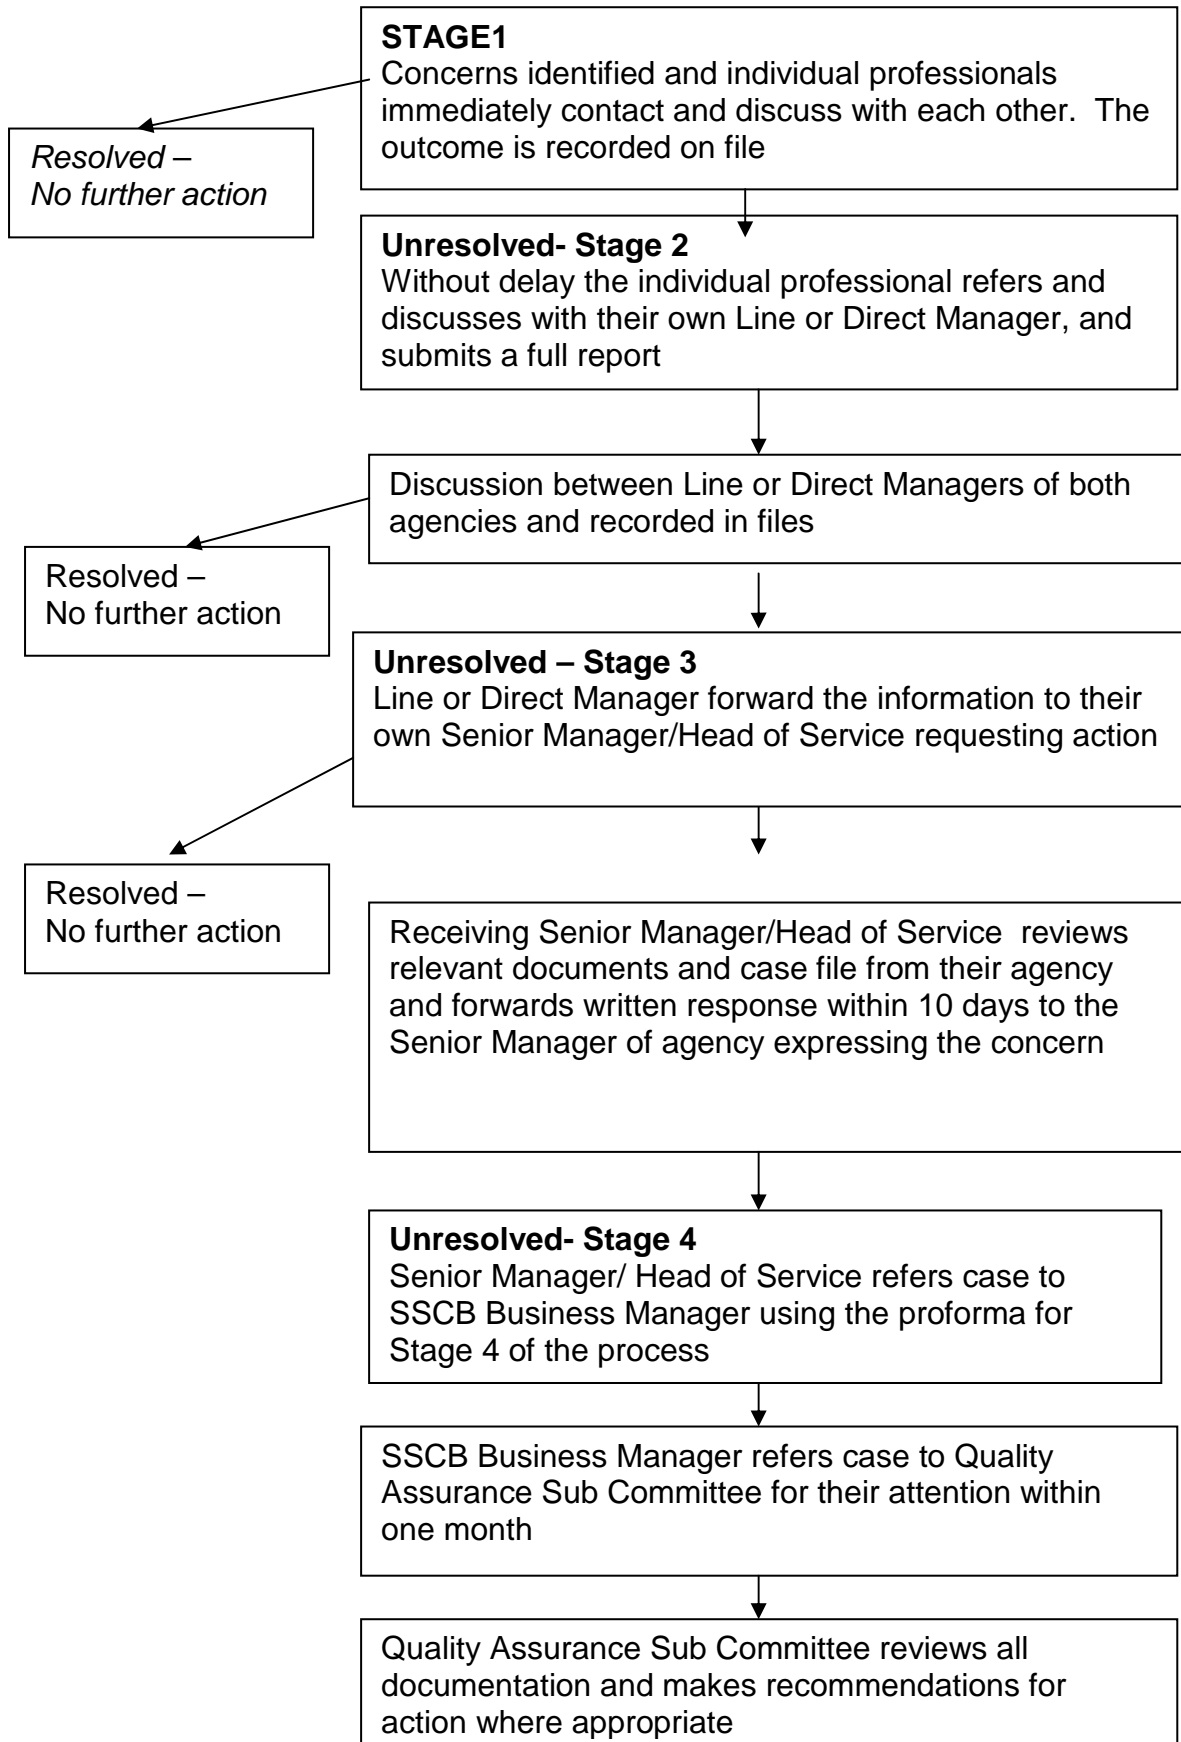 STAGE1
Concerns identified and individual professionals
immediately contact and discuss with each other.  The
outcome is recorded on file
Resolved –
No further action
Unresolved- Stage 2
Without delay the individual professional refers and
discusses with their own Line or Direct Manager, and
submits a full report
Discussion between Line or Direct Managers of both
agencies and recorded in files
Resolved –
No further action
Unresolved – Stage 3
Line or Direct Manager forward the information to their
own Senior Manager/Head of Service requesting action
Resolved –
No further action
Receiving Senior Manager/Head of Service  reviews
relevant documents and case file from their agency
and forwards written response within 10 days to the
Senior Manager of agency expressing the concern
Unresolved- Stage 4
Senior Manager/ Head of Service refers case to
SSCB Business Manager using the proforma for
Stage 4 of the process
SSCB Business Manager refers case to Quality
Assurance Sub Committee for their attention within
one month
Quality Assurance Sub Committee reviews all
documentation and makes recommendations for
action where appropriate